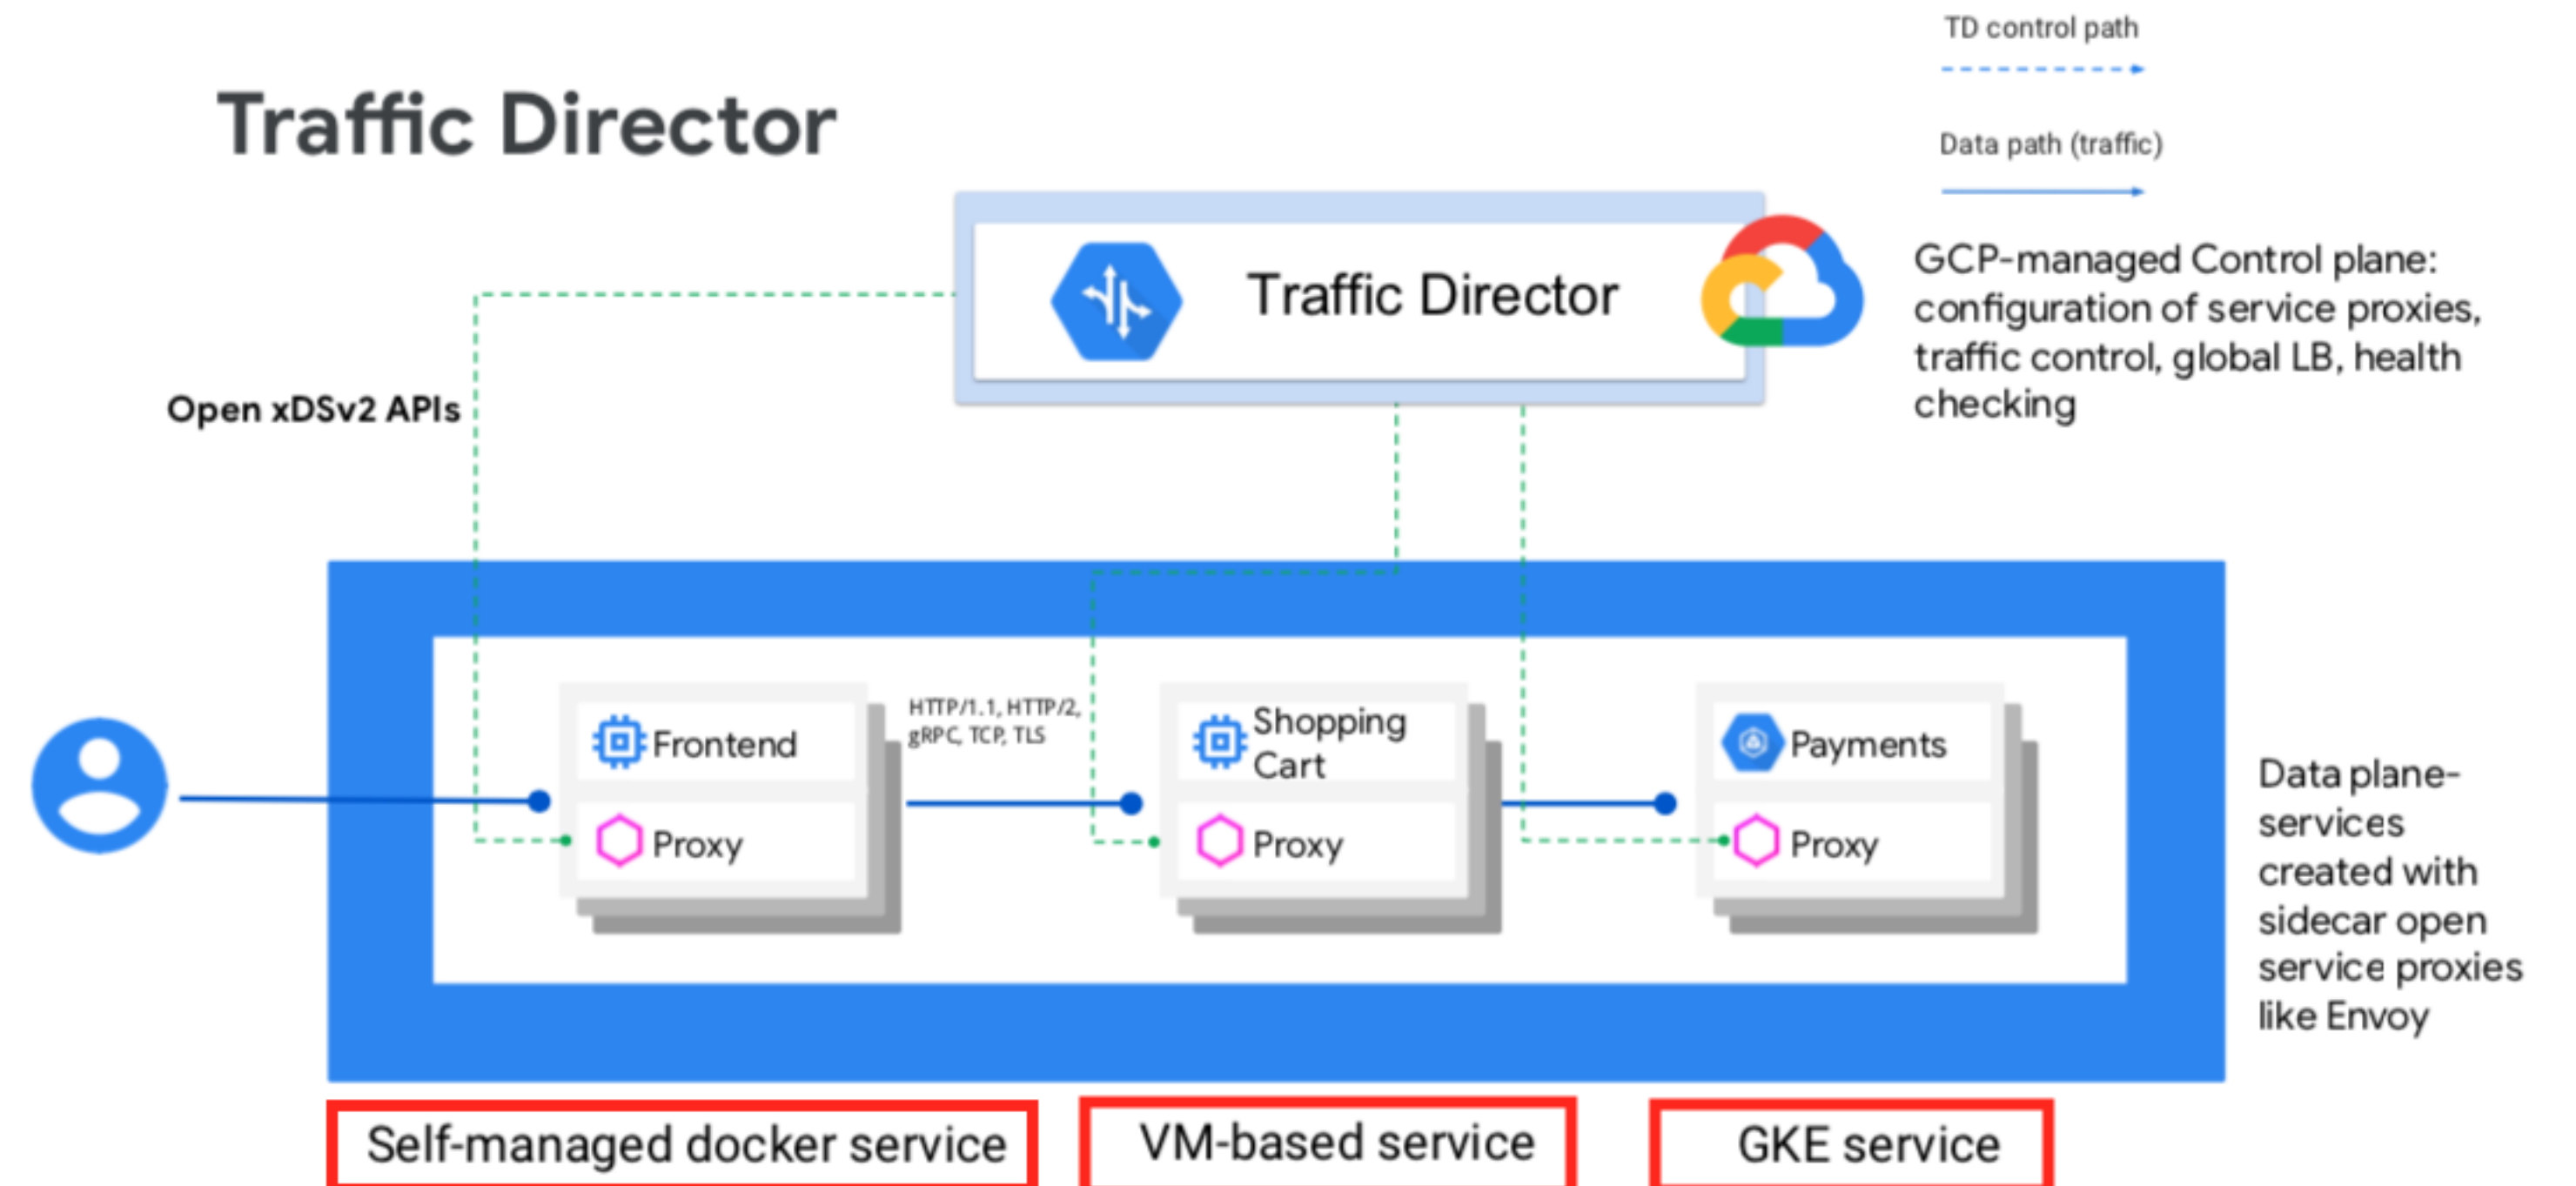 TD control path
Traffic Director
Data path (traffic)
Traffic Director
GCP-managed Control plane:
configuration of service proxies,
traffic control, global LB, health
checking
Open xDSv2 APIs
HTTP/1.1, HTTP/2,
gRPC, TCP, TLS
Frontend
Proxy
Shopping
Cart
Proxy
Payments
Proxy
Data plane-
services
created with
sidecar open
service proxies
like Envoy
Self-managed docker service
VM-based service
GKE service